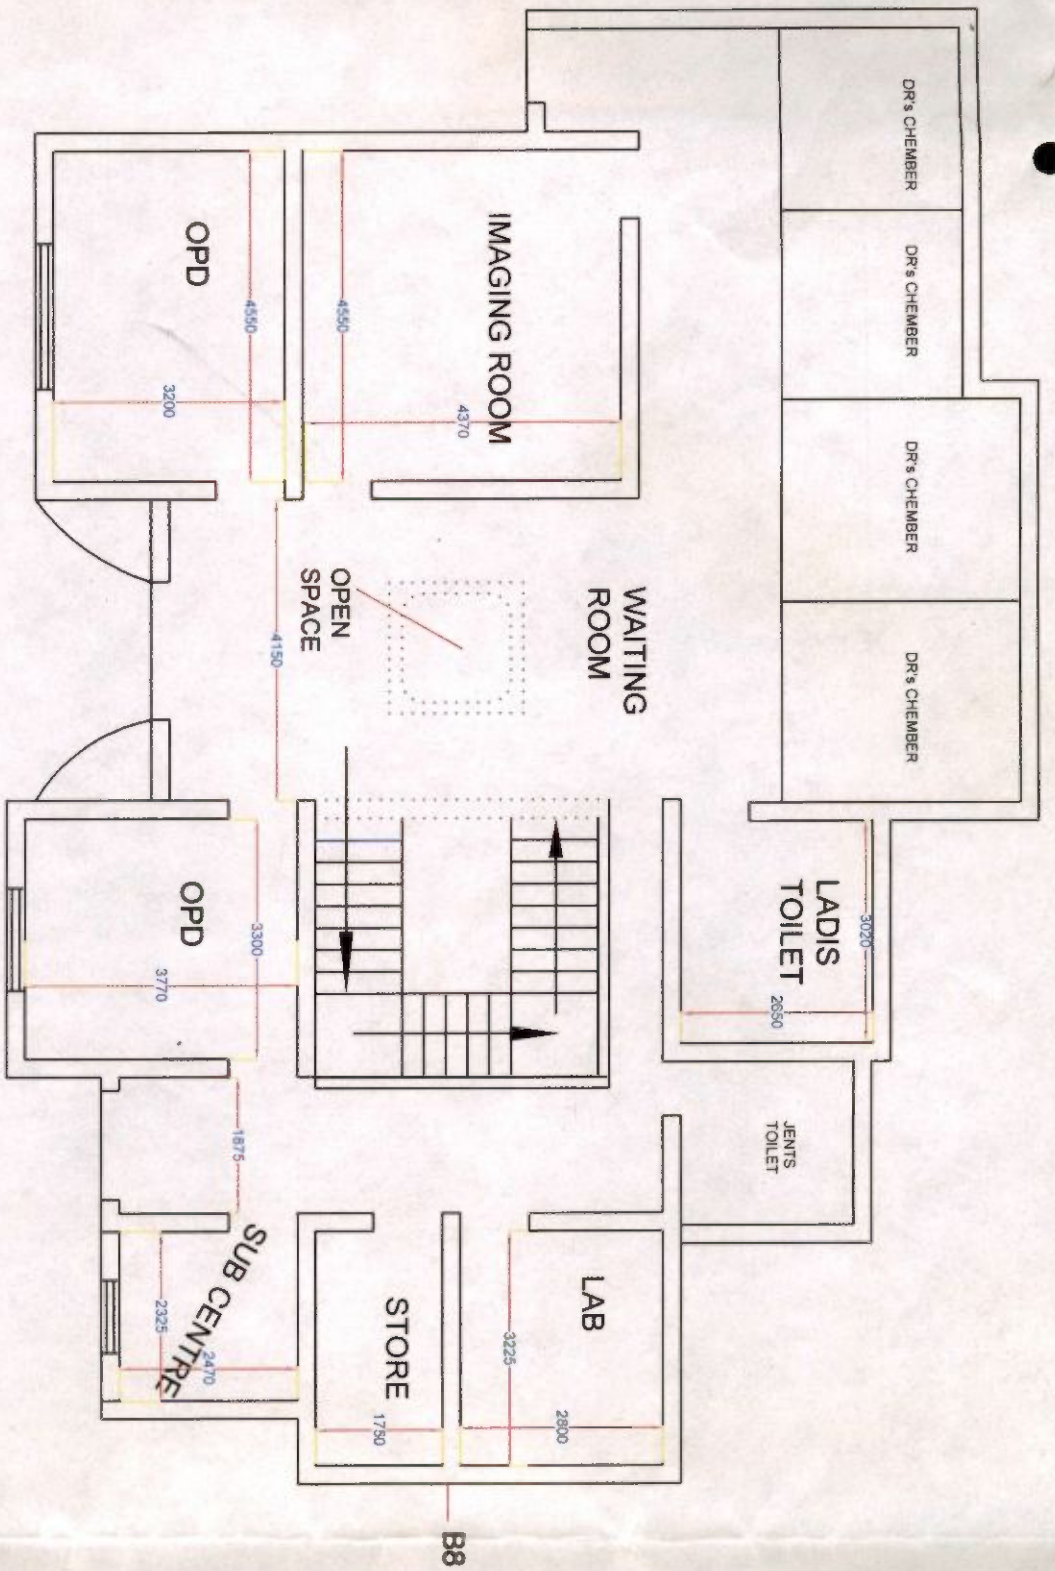 DR's CHEMBER
DR's CHEMBER
DR's CHEMBER
DR's CHEMBER
LADIS
TOILET
3020
2650
JENTS
TOILET
IMAGING ROOM
4550
4370
WAITING
ROOM
OPEN
SPACE
LAB
3225
2800
STORE
1750
B8
OPD
4550
3200
4150
OPD
3300
3770
1875
SUB CENTRE
2325
2470